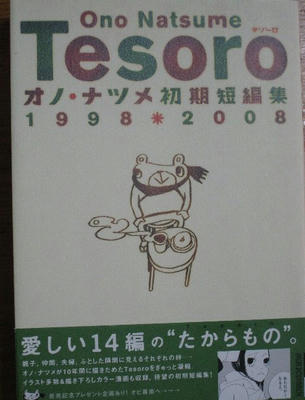 Ono Natsume
Tesoro
テゾーロ
オノ・ナツメ初期短編集
1998*2008
愛しい14編の“たからもの”。
親子、仲間、夫婦、ふとした隙間に見えるそれぞれの絆…
オノ・ナツメが10年間に描きためたTesoroをぎゅっと凝縮。
イラスト多数&描き下ろしカラー漫画も収録、待望の初期短編集!